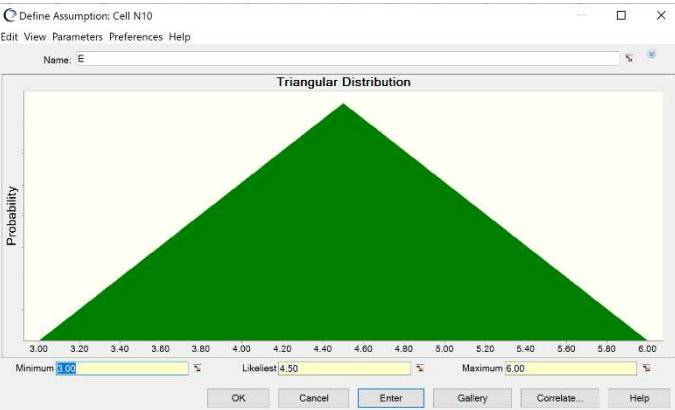 Define Assumption: Cell N10
Edit View Parameters Preferences Help
Name: E
Triangular Distribution
Probability
3.00 3.20 3.40 3.60 3.80 4.00 4.20 4.40 4.60 4.80 5.00 5.20 5.40 5.60 5.80 6.00
Minimum 3.00 Likeliest 4.50 Maximum 6.00
OK Cancel Enter Gallery Correlate... Help